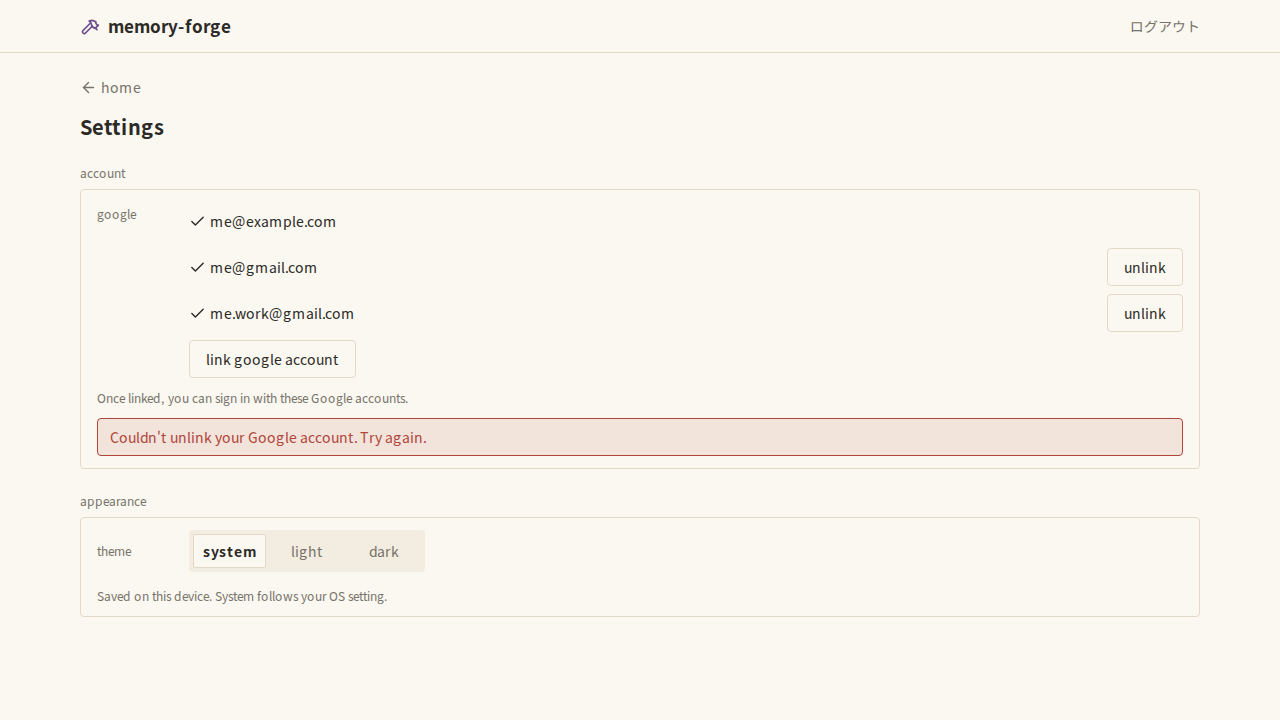 memory-forge
ログアウト
home
Settings
account
google
me@example.com
me@gmail.com
unlink
me.work@gmail.com
unlink
link google account
Once linked, you can sign in with these Google accounts.
Couldn't unlink your Google account. Try again.
appearance
theme
system
light
dark
Saved on this device. System follows your OS setting.